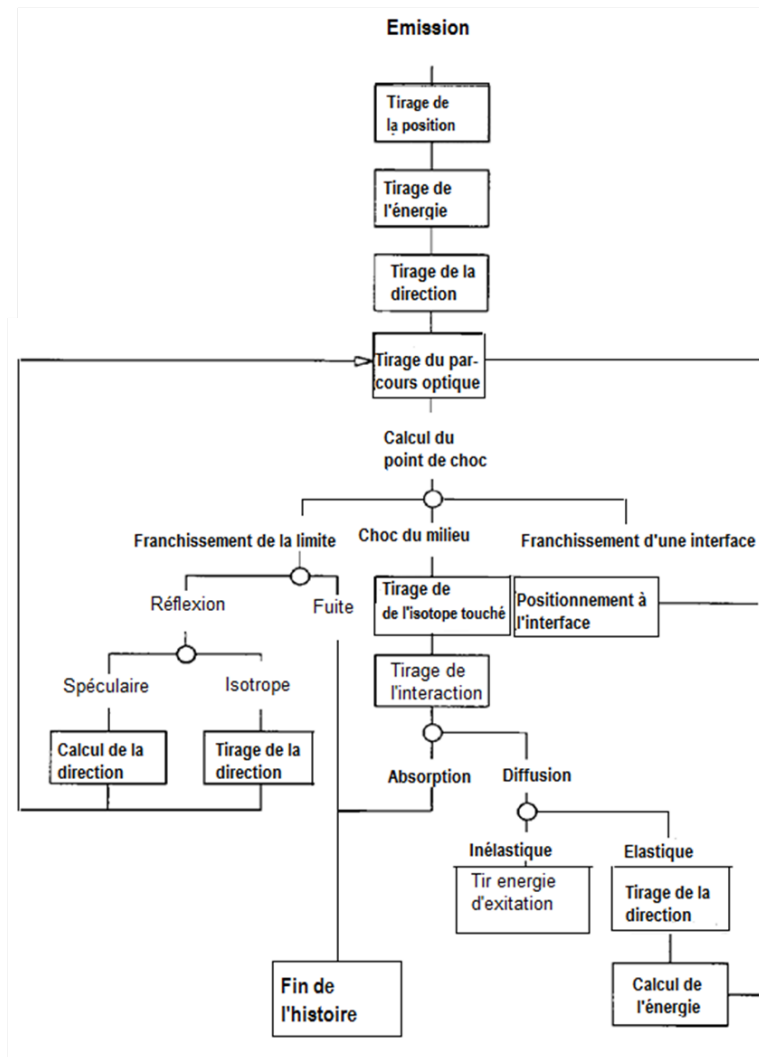 Emission
Tirage de
la position
Tirage de
l'énergie
Tirage de la
direction
Tirage du par-
cours optique
Calcul du
point de choc
Franchissement de la limite
Choc du milieu
Franchissement d'une interface
Réflexion
Fuite
Tirage de
de l'isotope touché
Positionnement à
l'interface
Spéculaire
Isotrope
Tirage de
l'interaction
Calcul de la
direction
Tirage de la
direction
Absorption
Diffusion
Inélastique
Elastique
Tir energie
d'exitation
Tirage de la
direction
Fin de
l'histoire
Calcul de
l'énergie